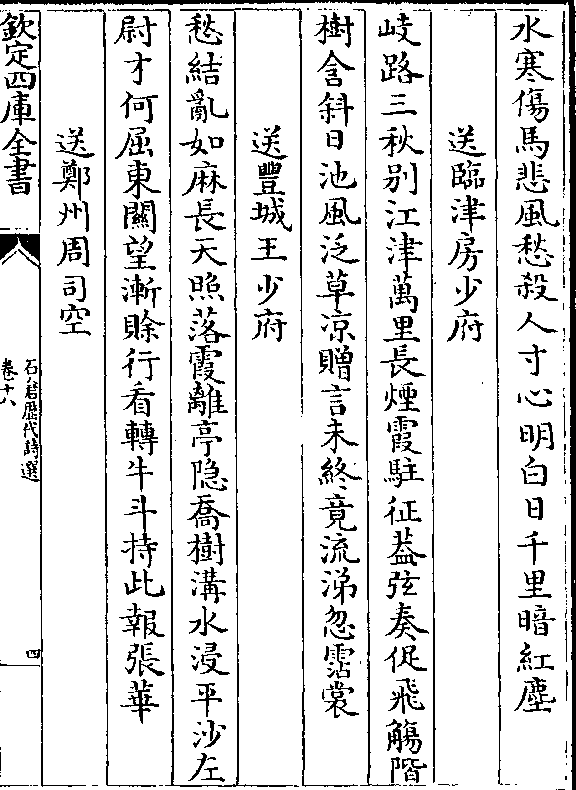 水寒傷馬悲風愁殺人寸心明白日千里暗紅塵
送臨津房少府
岐路三秋别江津萬里長煙霞駐征葢弦奏促飛觴階
樹含斜日池風泛草凉贈言未終竟流涕忽霑裳
送豐城王少府
愁結亂如麻長天照落霞離亭隐喬樹溝水浸平沙左
尉才何屈東關望漸賖行看轉牛斗持此報張華
送鄭州周司空
欽定四庫全書
石倉歴代詩選
卷十八
四